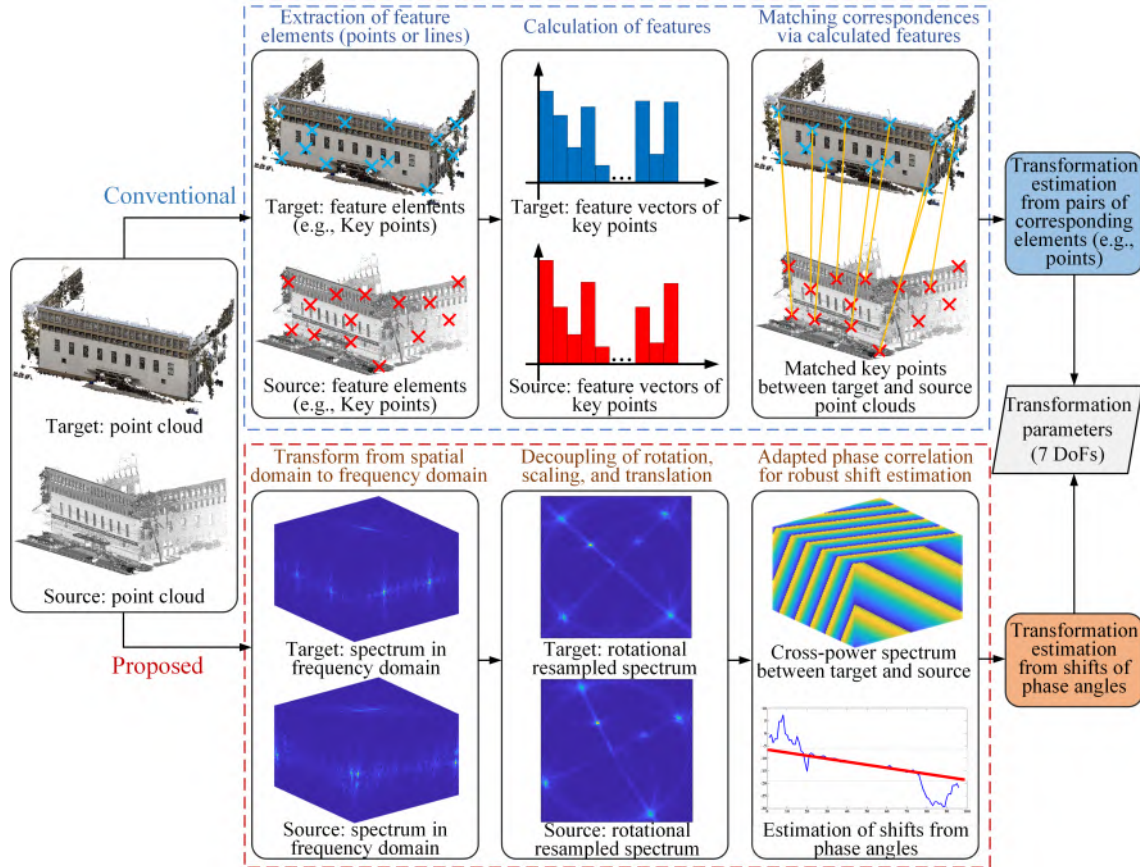 Extraction of feature
elements (points or lines)
Calculation of features
Matching correspondences
via calculated features
Conventional
Target: feature elements
(e.g., Key points)
Source: feature elements
(e.g., Key points)
Target: feature vectors of
key points
Source: feature vectors of
key points
Matched key points
between target and source
point clouds
Transformation
estimation
from pairs of
corresponding
elements (e.g.,
points)
Target: point cloud
Source: point cloud
Transformation
parameters
(7 DoFs)
Proposed
Transform from spatial
domain to frequency domain
Decoupling of rotation,
scaling, and translation
Adapted phase correlation
for robust shift estimation
Target: spectrum in
frequency domain
Source: spectrum in
frequency domain
Target: rotational
resampled spectrum
Source: rotational
resampled spectrum
Cross-power spectrum
between target and source
Estimation of shifts from
phase angles
Transformation
estimation
from shifts of
phase angles